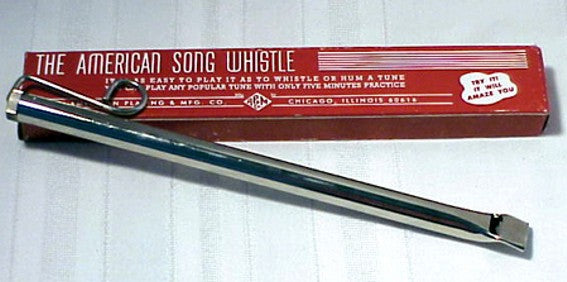 THE AMERICAN SONG WHISTLE
AS EASY TO PLAY IT AS TO WHISTLE OR HUM A TUNE
PLAY ANY POPULAR TUNE WITH ONLY FIVE MINUTES PRACTICE
PLATING & MFG. CO. CHICAGO, ILLINOIS 60616
TRY IT!
IT WILL
AMAZE YOU